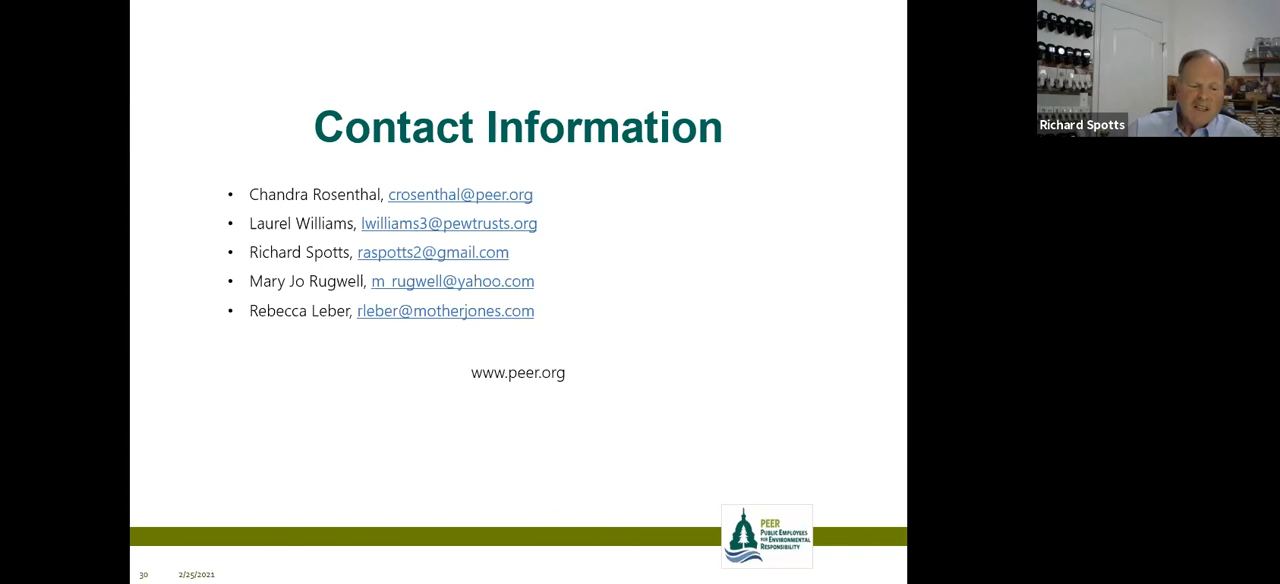 Contact Information
• Chandra Rosenthal, crosenthal@peer.org
• Laurel Williams, lwilliams3@pewtrusts.org
• Richard Spotts, raspotts2@gmail.com
• Mary Jo Rugwell, m_rugwell@yahoo.com
• Rebecca Leber, rleber@motherjones.com
www.peer.org
PEER
PUBLIC EMPLOYEES
FOR ENVIRONMENTAL
RESPONSIBILITY
30 2/25/2021
Richard Spotts